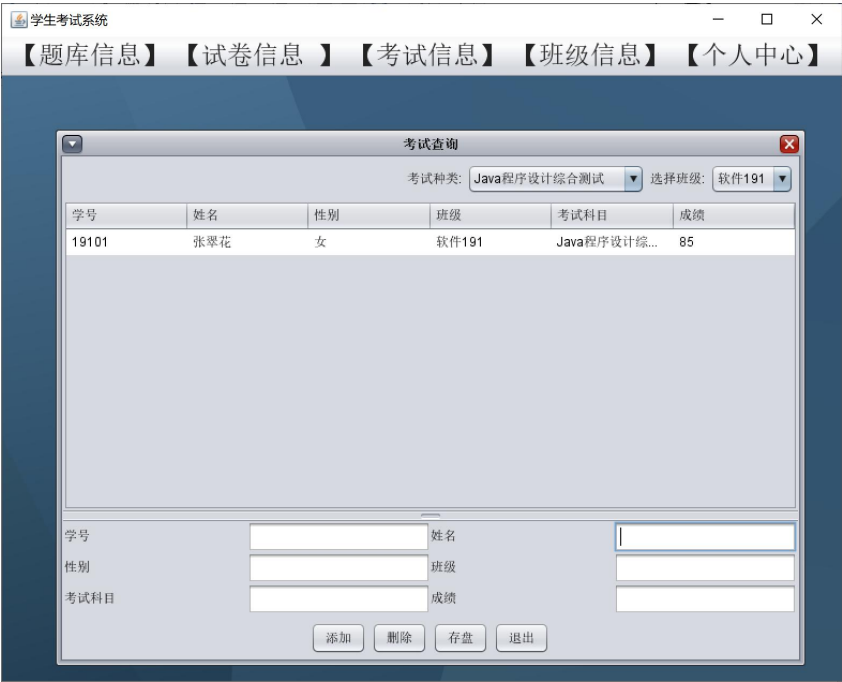 学生考试系统
【题库信息】 【试卷信息 】 【考试信息】 【班级信息】 【个人中心】
考试查询
考试种类: Java程序设计综合测试 选择班级: 软件191
学号 姓名 性别 班级 考试科目 成绩
19101 张翠花 女 软件191 Java程序设计综... 85
学号 姓名
性别 班级
考试科目 成绩
添加 删除 存盘 退出